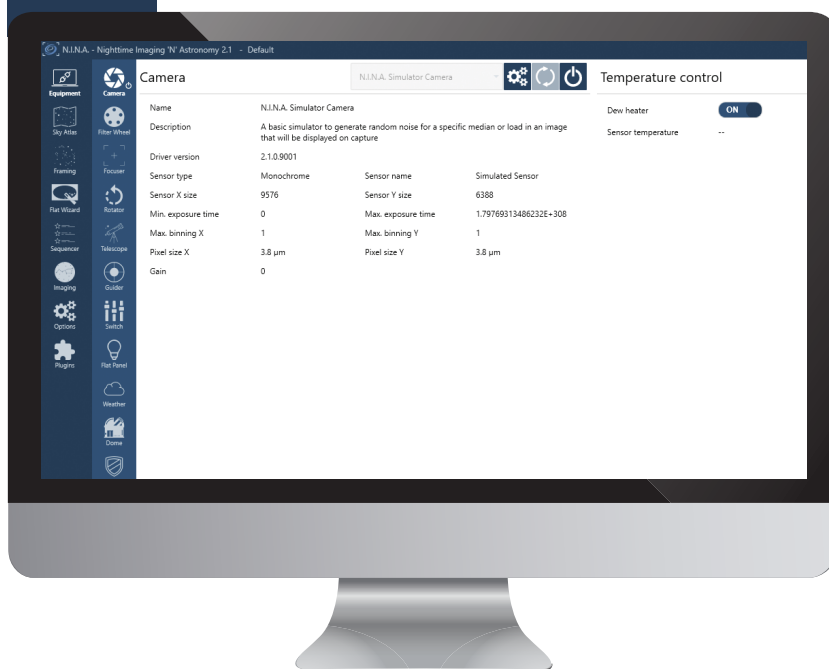 N.I.N.A. - Nighttime Imaging 'N' Astronomy 2.1 - Default
Equipment
Sky Atlas
Framing
Flat Wizard
Sequencer
Imaging
Options
Plugins
Camera
Filter Wheel
Focuser
Rotator
Telescope
Guider
Switch
Flat Panel
Weather
Dome
Camera
N.I.N.A. Simulator Camera
Name N.I.N.A. Simulator Camera
Description A basic simulator to generate random noise for a specific median or load in an image
that will be displayed on capture
Driver version 2.1.0.9001
Sensor type Monochrome Sensor name Simulated Sensor
Sensor X size 9576 Sensor Y size 6388
Min. exposure time 0 Max. exposure time 1.79769313486232E+308
Max. binning X 1 Max. binning Y 1
Pixel size X 3.8 µm Pixel size Y 3.8 µm
Gain 0
Temperature control
Dew heater ON
Sensor temperature --